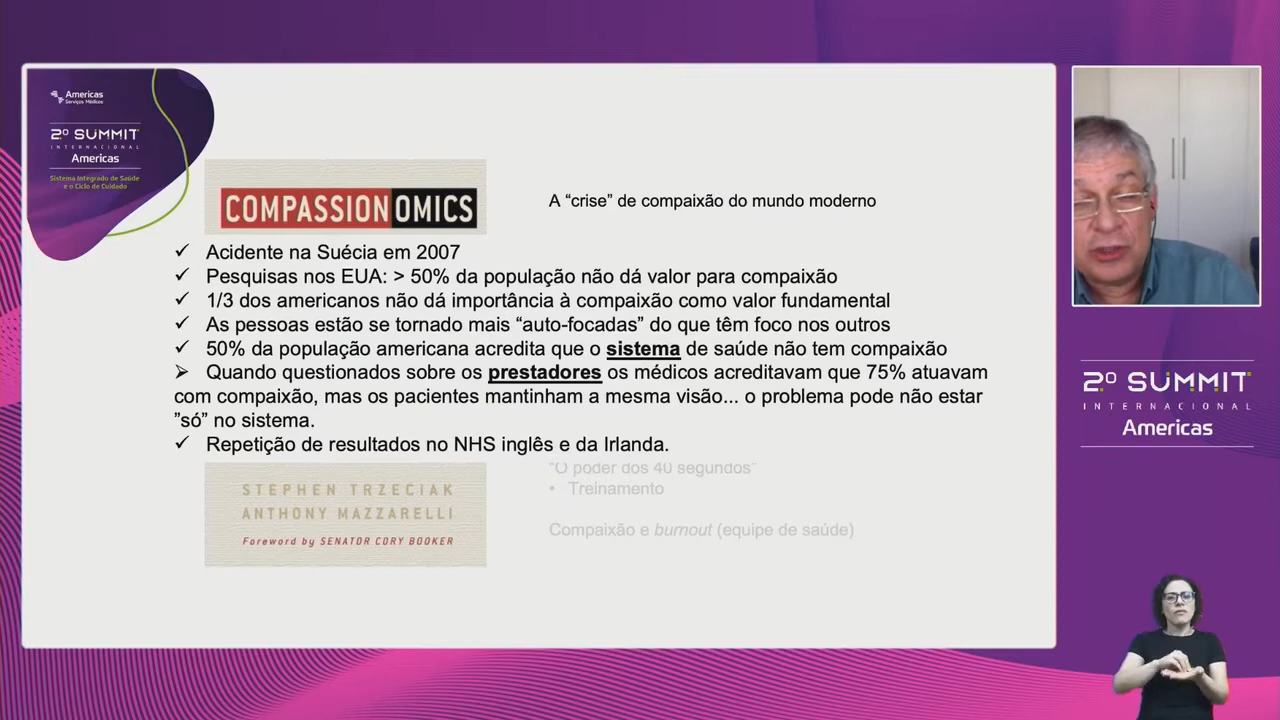 Americas
Serviços Médicos
2º SUMMIT
INTERNACIONAL
Americas
Sistema Integrado de Saúde
e o Ciclo de Cuidado
COMPASSIONOMICS
A “crise” de compaixão do mundo moderno
✓ Acidente na Suécia em 2007
✓ Pesquisas nos EUA: > 50% da população não dá valor para compaixão
✓ 1/3 dos americanos não dá importância à compaixão como valor fundamental
✓ As pessoas estão se tornado mais “auto-focadas” do que têm foco nos outros
✓ 50% da população americana acredita que o sistema de saúde não tem compaixão
➢ Quando questionados sobre os prestadores os médicos acreditavam que 75% atuavam
com compaixão, mas os pacientes mantinham a mesma visão... o problema pode não estar
”só” no sistema.
✓ Repetição de resultados no NHS inglês e da Irlanda.
STEPHEN TRZECIAK
ANTHONY MAZZARELLI
Foreword by SENATOR CORY BOOKER
“O poder dos 40 segundos”
• Treinamento
Compaixão e burnout (equipe de saúde)
2º SUMMIT
INTERNACIONAL
Americas